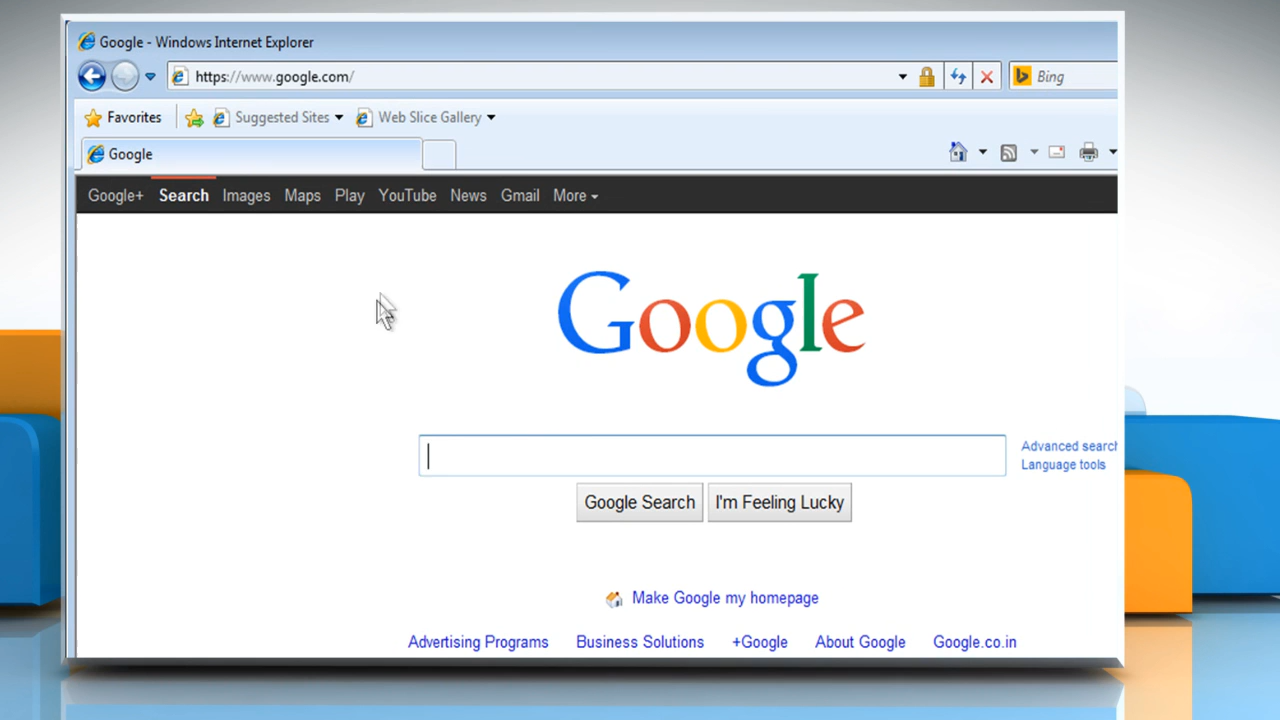 Google - Windows Internet Explorer
https://www.google.com/
Bing
Favorites
Suggested Sites
Web Slice Gallery
Google
Google+ Search Images Maps Play YouTube News Gmail More
Google
Advanced search
Language tools
Google Search
I'm Feeling Lucky
Make Google my homepage
Advertising Programs Business Solutions +Google About Google Google.co.in